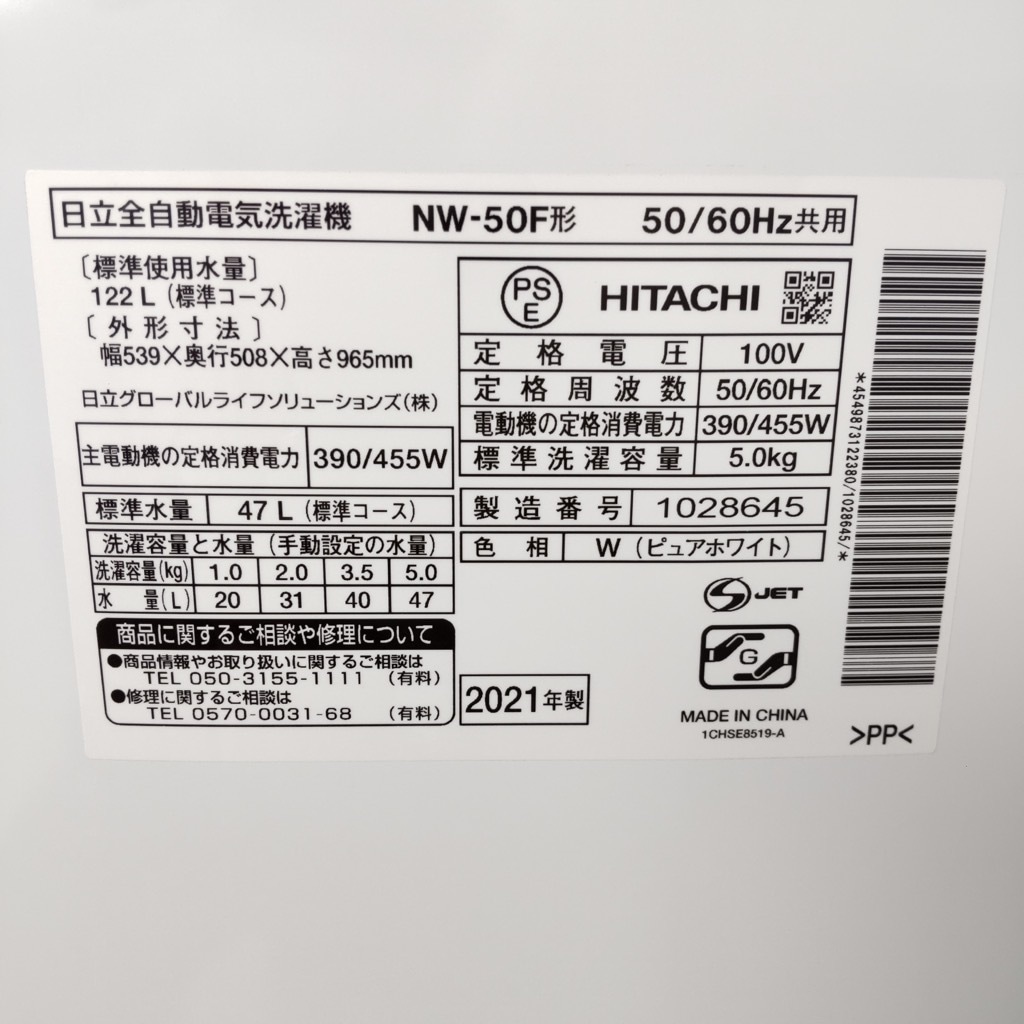 日立全自動電気洗濯機 NW-50F形 50/60Hz共用
〔標準使用水量〕
122 L (標準コース)
〔外形寸法〕
幅539×奥行508×高さ965mm
日立グローバルライフソリューションズ(株)
主電動機の定格消費電力 390/455W
標準水量 47 L (標準コース)
洗濯容量と水量 (手動設定の水量)
洗濯容量(kg) 1.0 2.0 3.5 5.0
水量(L) 20 31 40 47
商品に関するご相談や修理について
●商品情報やお取り扱いに関するご相談は
TEL 050-3155-1111 (有料)
●修理に関するご相談は
TEL 0570-0031-68 (有料)
PSE HITACHI
定格電圧 100V
定格周波数 50/60Hz
電動機の定格消費電力 390/455W
標準洗濯容量 5.0kg
製造番号 1028645
色相 W (ピュアホワイト)
S JET
G
2021年製
MADE IN CHINA
1CHSE8519-A
>PP<
*4549873122380/1028645/*